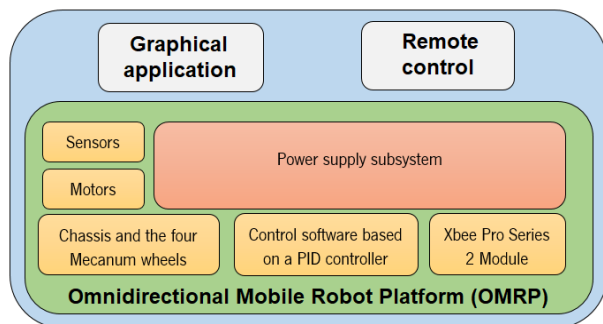 Graphical
application
Remote
control
Sensors
Power supply subsystem
Motors
Chassis and the four
Mecanum wheels
Control software based
on a PID controller
Xbee Pro Series
2 Module
Omnidirectional Mobile Robot Platform (OMRP)